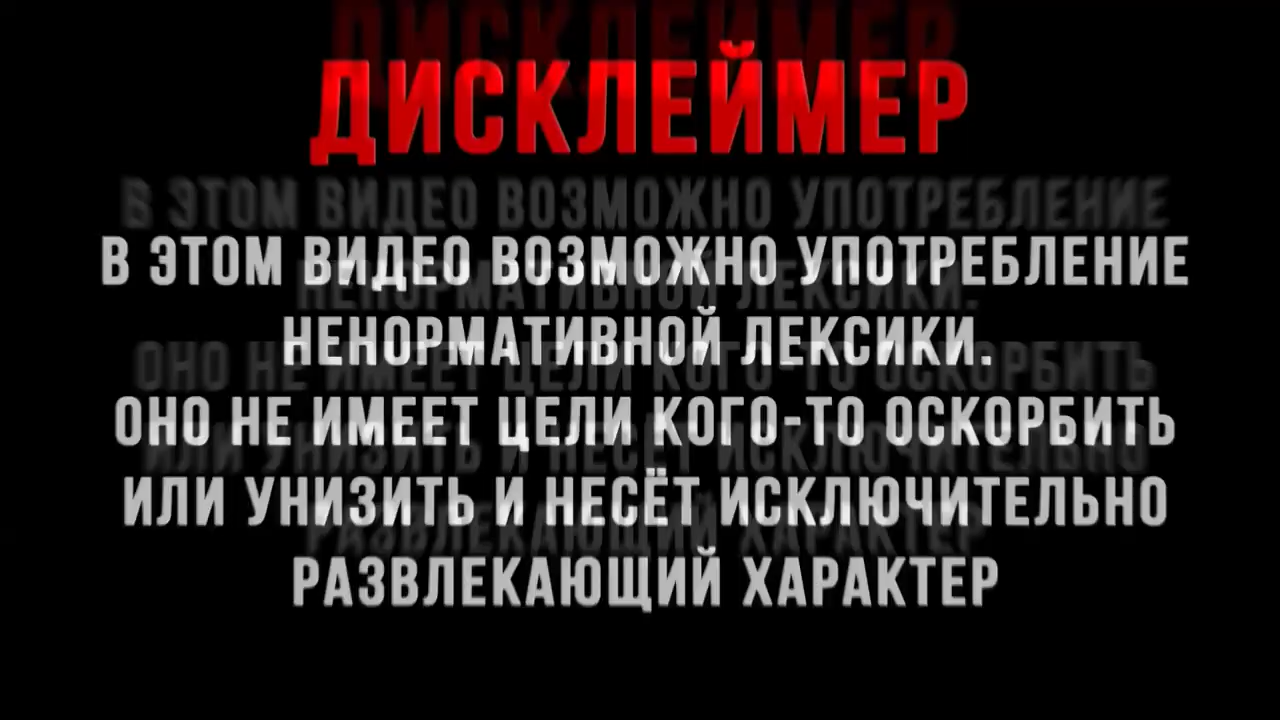 ДИСКЛЕЙМЕР
В ЭТОМ ВИДЕО ВОЗМОЖНО УПОТРЕБЛЕНИЕ
НЕНОРМАТИВНОЙ ЛЕКСИКИ.
ОНО НЕ ИМЕЕТ ЦЕЛИ КОГО-ТО ОСКОРБИТЬ
ИЛИ УНИЗИТЬ И НЕСЁТ ИСКЛЮЧИТЕЛЬНО
РАЗВЛЕКАЮЩИЙ ХАРАКТЕР